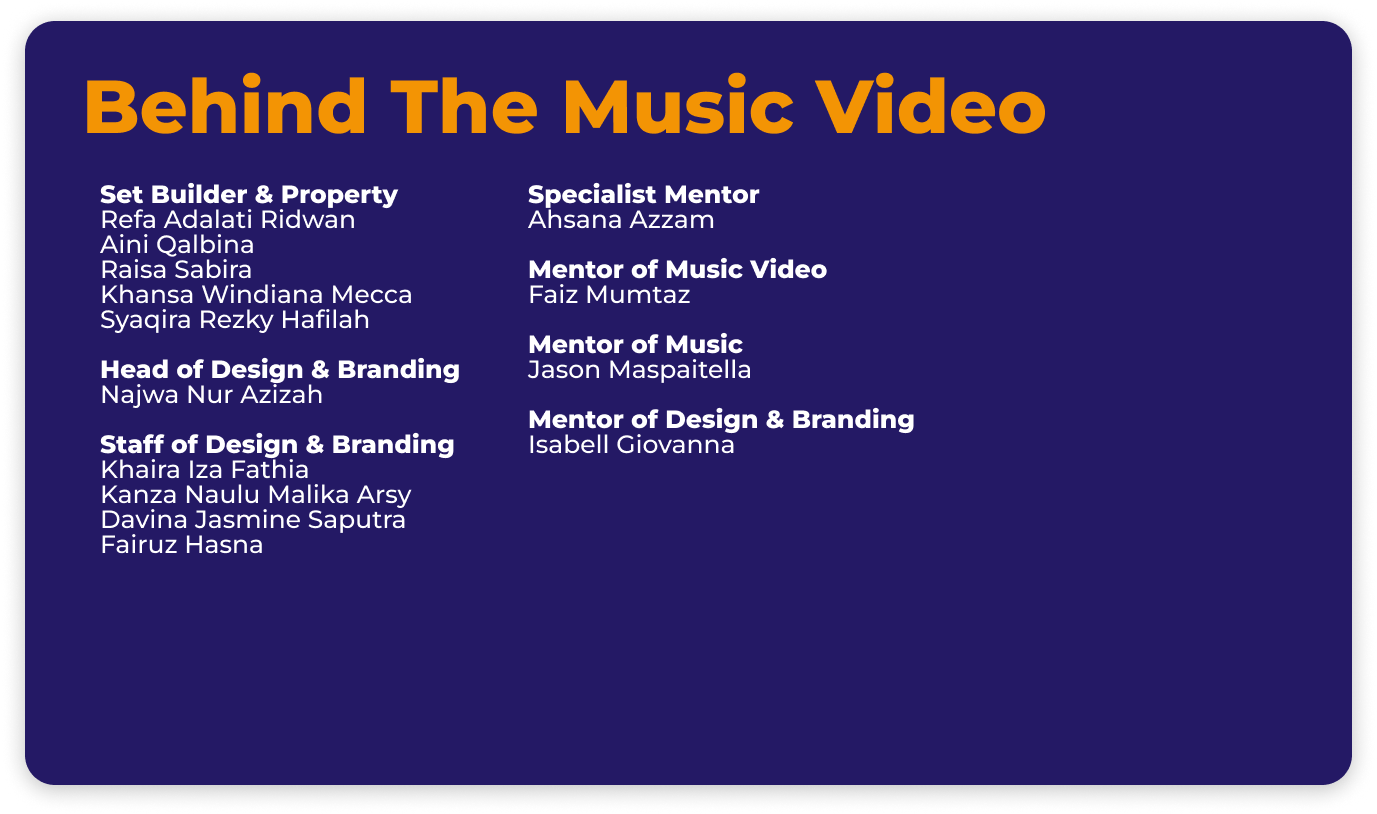 Behind The Music Video
Set Builder & Property
Refa Adalati Ridwan
Aini Qalbina
Raisa Sabira
Khansa Windiana Mecca
Syaqira Rezky Hafilah
Head of Design & Branding
Najwa Nur Azizah
Staff of Design & Branding
Khaira Iza Fathia
Kanza Naulu Malika Arsy
Davina Jasmine Saputra
Fairuz Hasna
Specialist Mentor
Ahsana Azzam
Mentor of Music Video
Faiz Mumtaz
Mentor of Music
Jason Maspaitella
Mentor of Design & Branding
Isabell Giovanna